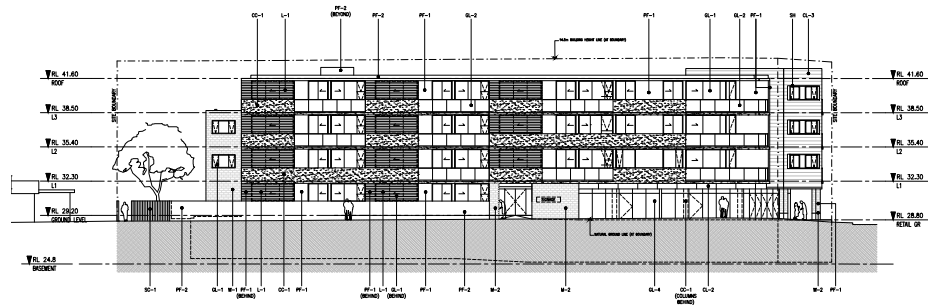 CC-1 L-1 PF-2 (BEYOND) PF-2 PF-1 GL-2 PF-1 GL-1 GL-2 PF-1 SH CL-3
14.5m BUILDING HEIGHT LINE (AT BOUNDARY)
RL 41.60
ROOF
RL 41.60
ROOF
SITE BOUNDARY
SITE BOUNDARY
RL 38.50
L3
RL 38.50
L3
RL 35.40
L2
RL 35.40
L2
RL 32.30
L1
RL 32.30
L1
RL 29.20
GROUND LEVEL
RL 28.80
RETAIL GR
NATURAL GROUND LINE (AT BOUNDARY)
RL 24.8
BASEMENT
SC-1 PF-2 GL-1 W-1 PF-1 (BEHIND) L-1 CC-1 PF-1 PF-1 (BEHIND) L-1 GL-1 (BEHIND) PF-1 PF-2 M-2 M-2 GL-4 CC-1 (COLUMNS BEHIND) CL-2 W-2 PF-1